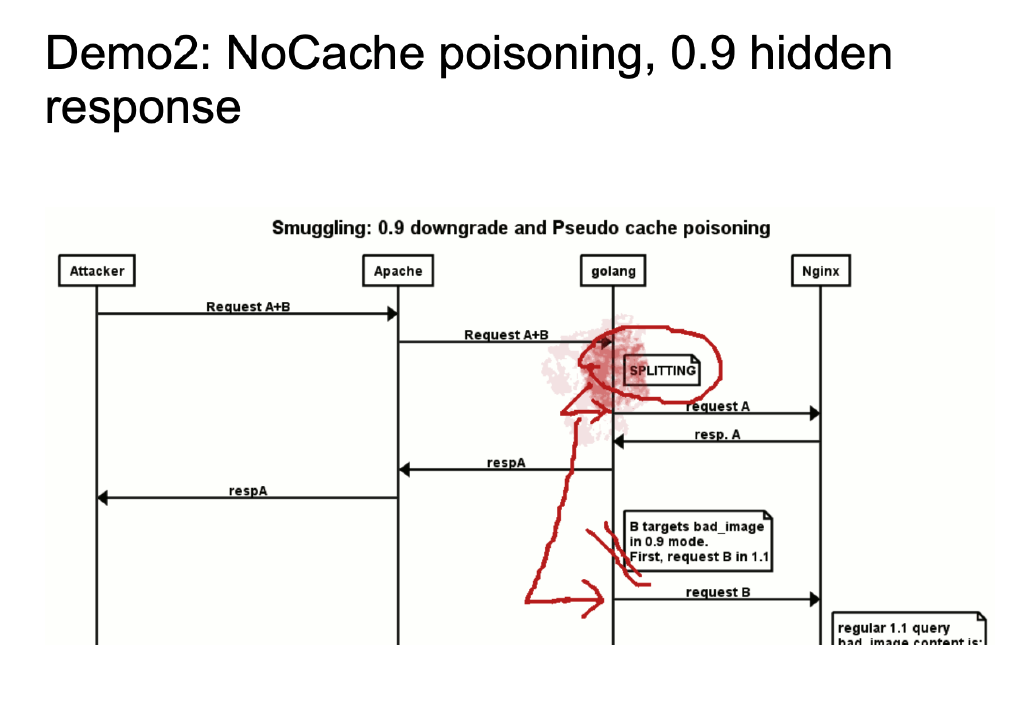 Demo2: NoCache poisoning, 0.9 hidden
response
Smuggling: 0.9 downgrade and Pseudo cache poisoning
Attacker
Apache
golang
Nginx
Request A+B
Request A+B
SPLITTING
request A
resp. A
respA
respA
B targets bad_image
in 0.9 mode.
First, request B in 1.1
request B
regular 1.1 query
bad_image content is: